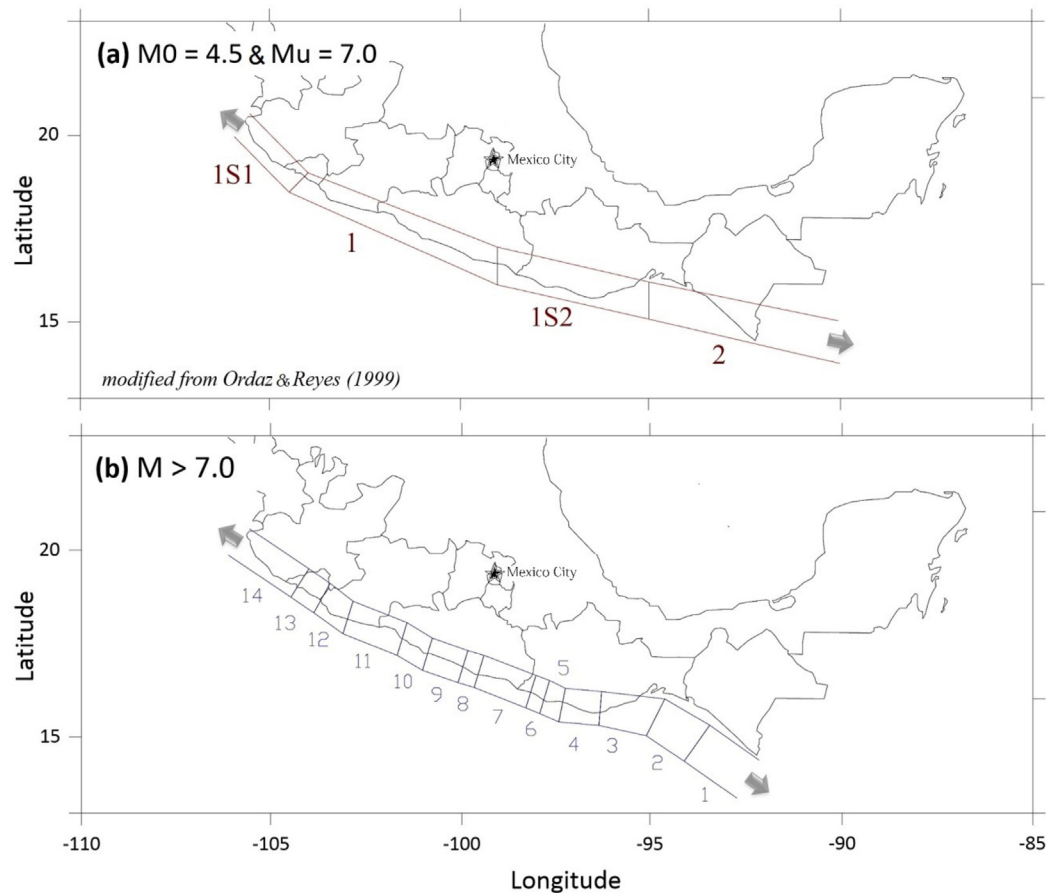 (a) M0 = 4.5 & Mu = 7.0
Latitude
20
15
Mexico City
1S1
1
1S2
2
modified from Ordaz & Reyes (1999)
(b) M > 7.0
Latitude
20
15
Mexico City
14
13
12
11
10
9
8
7
6
5
4
3
2
1
-110
-105
-100
-95
-90
-85
Longitude